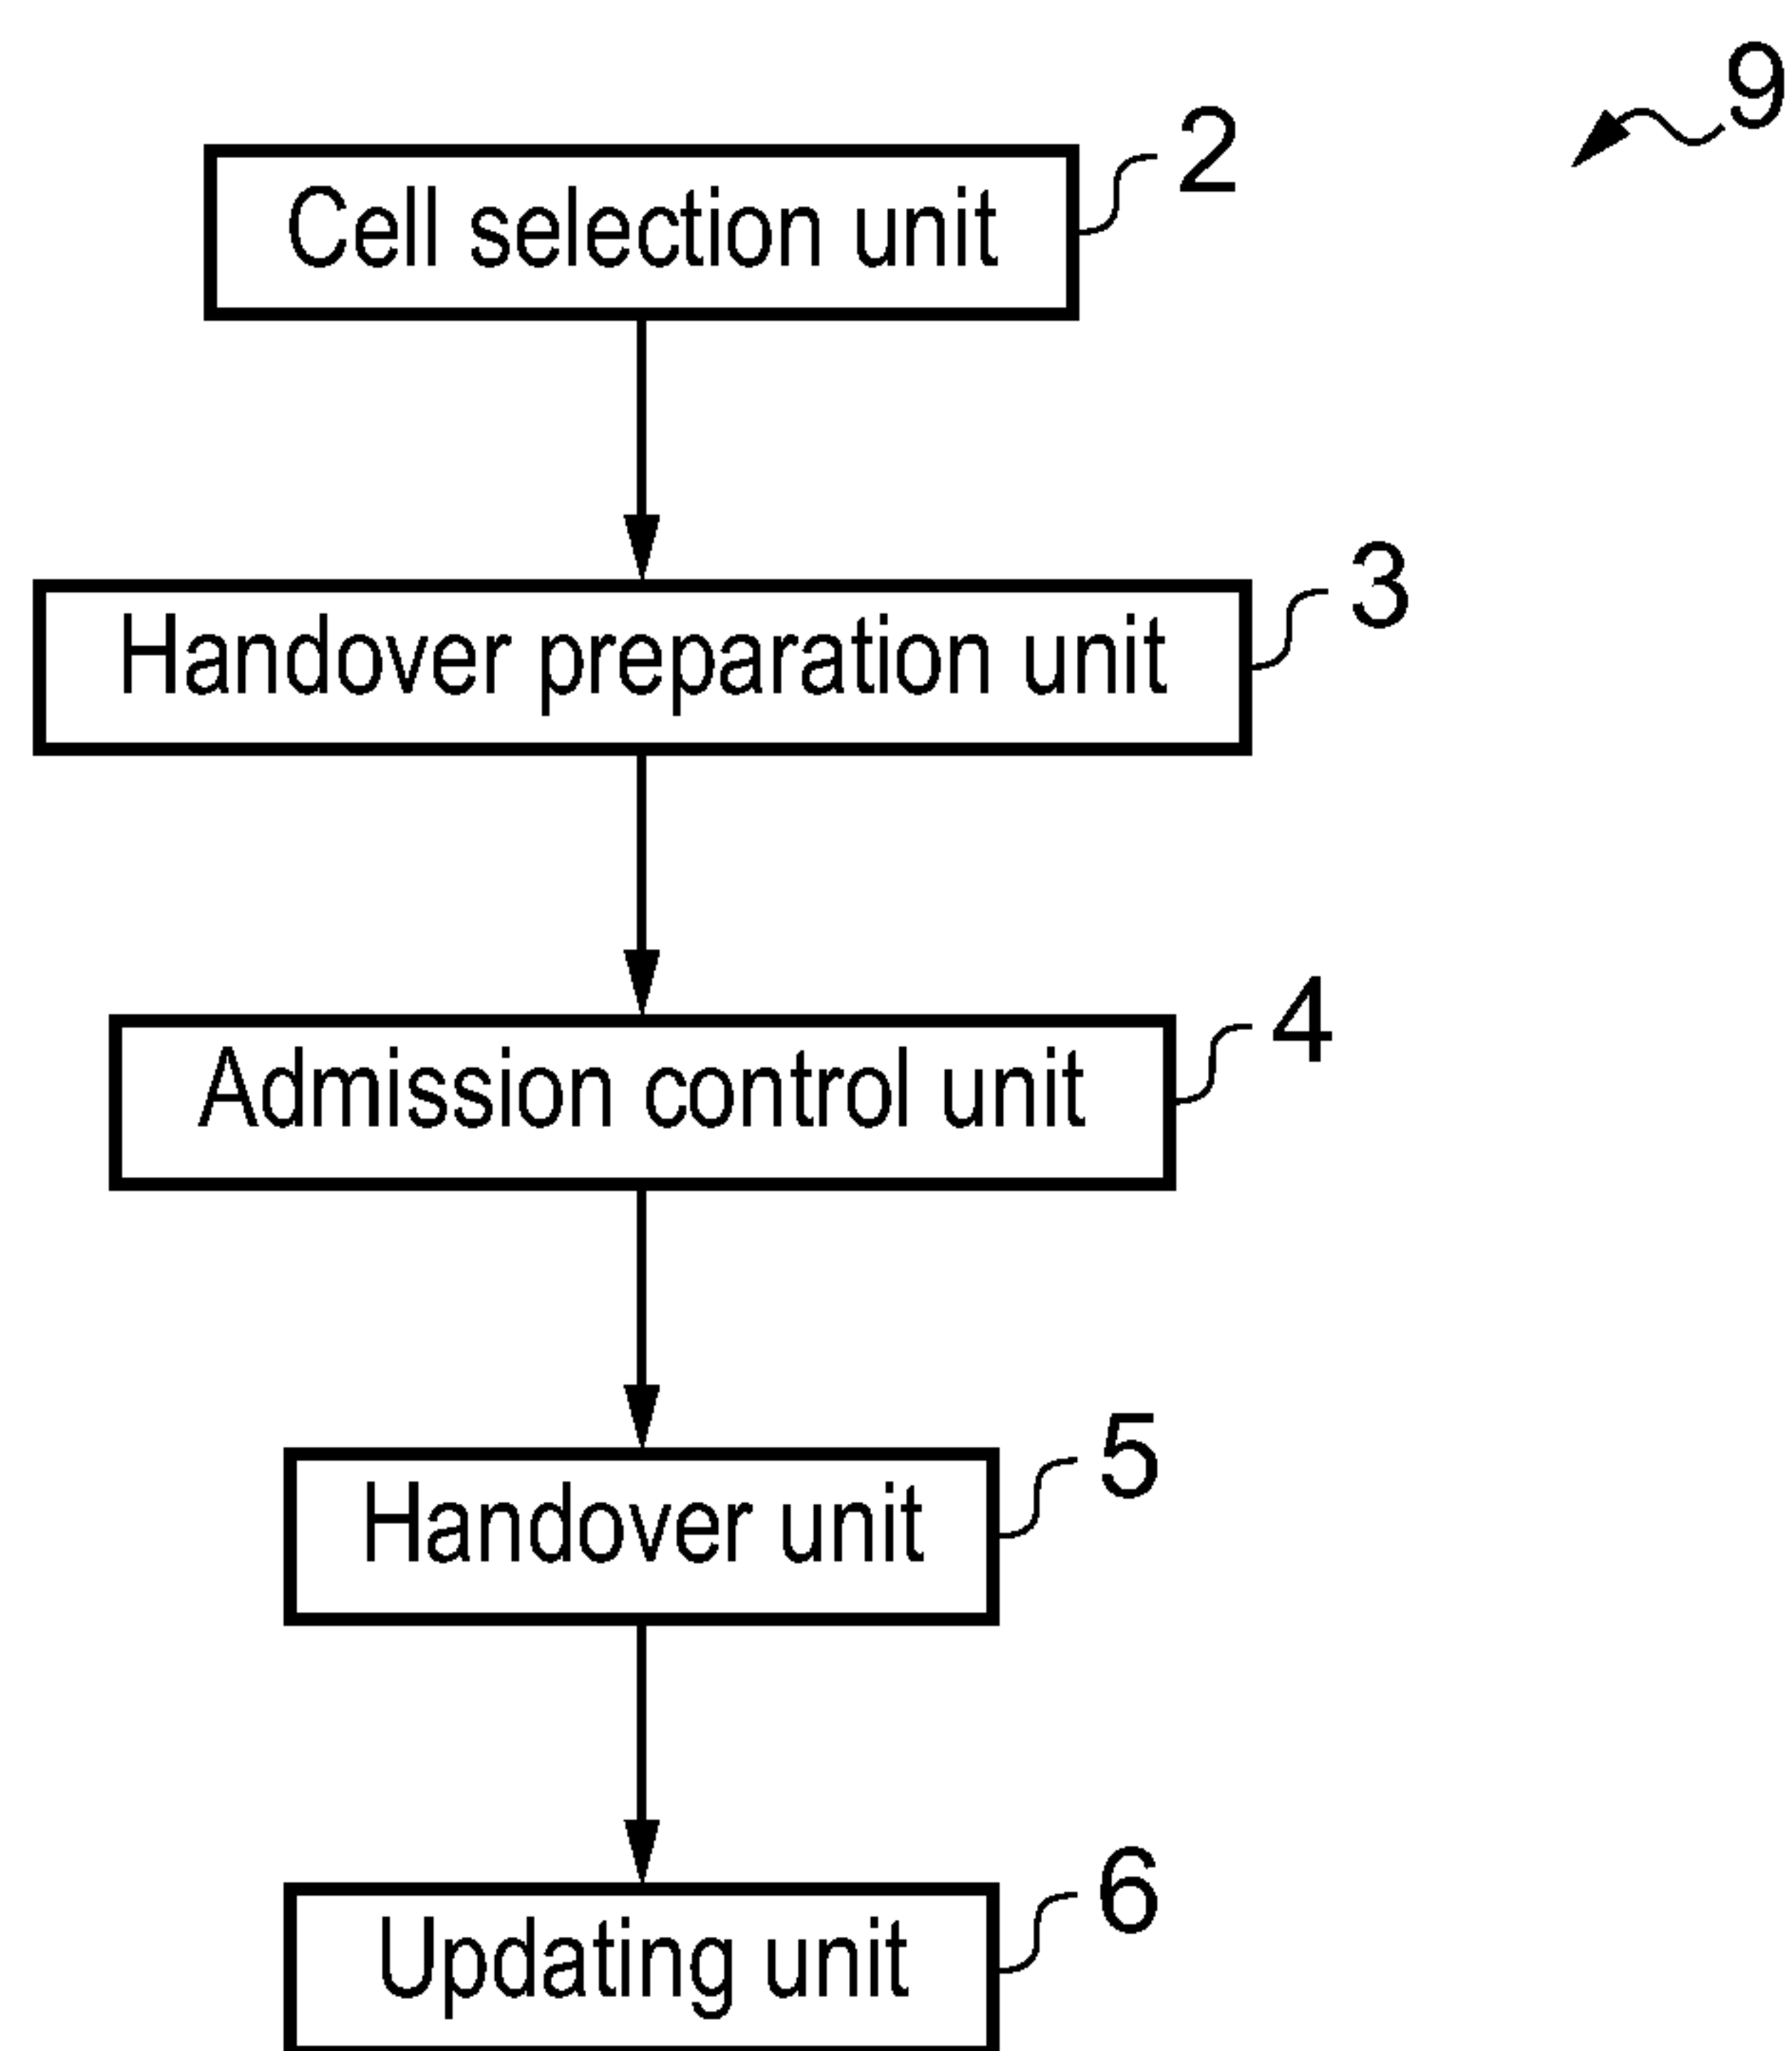 9
Cell selection unit 2
Handover preparation unit 3
Admission control unit 4
Handover unit 5
Updating unit 6